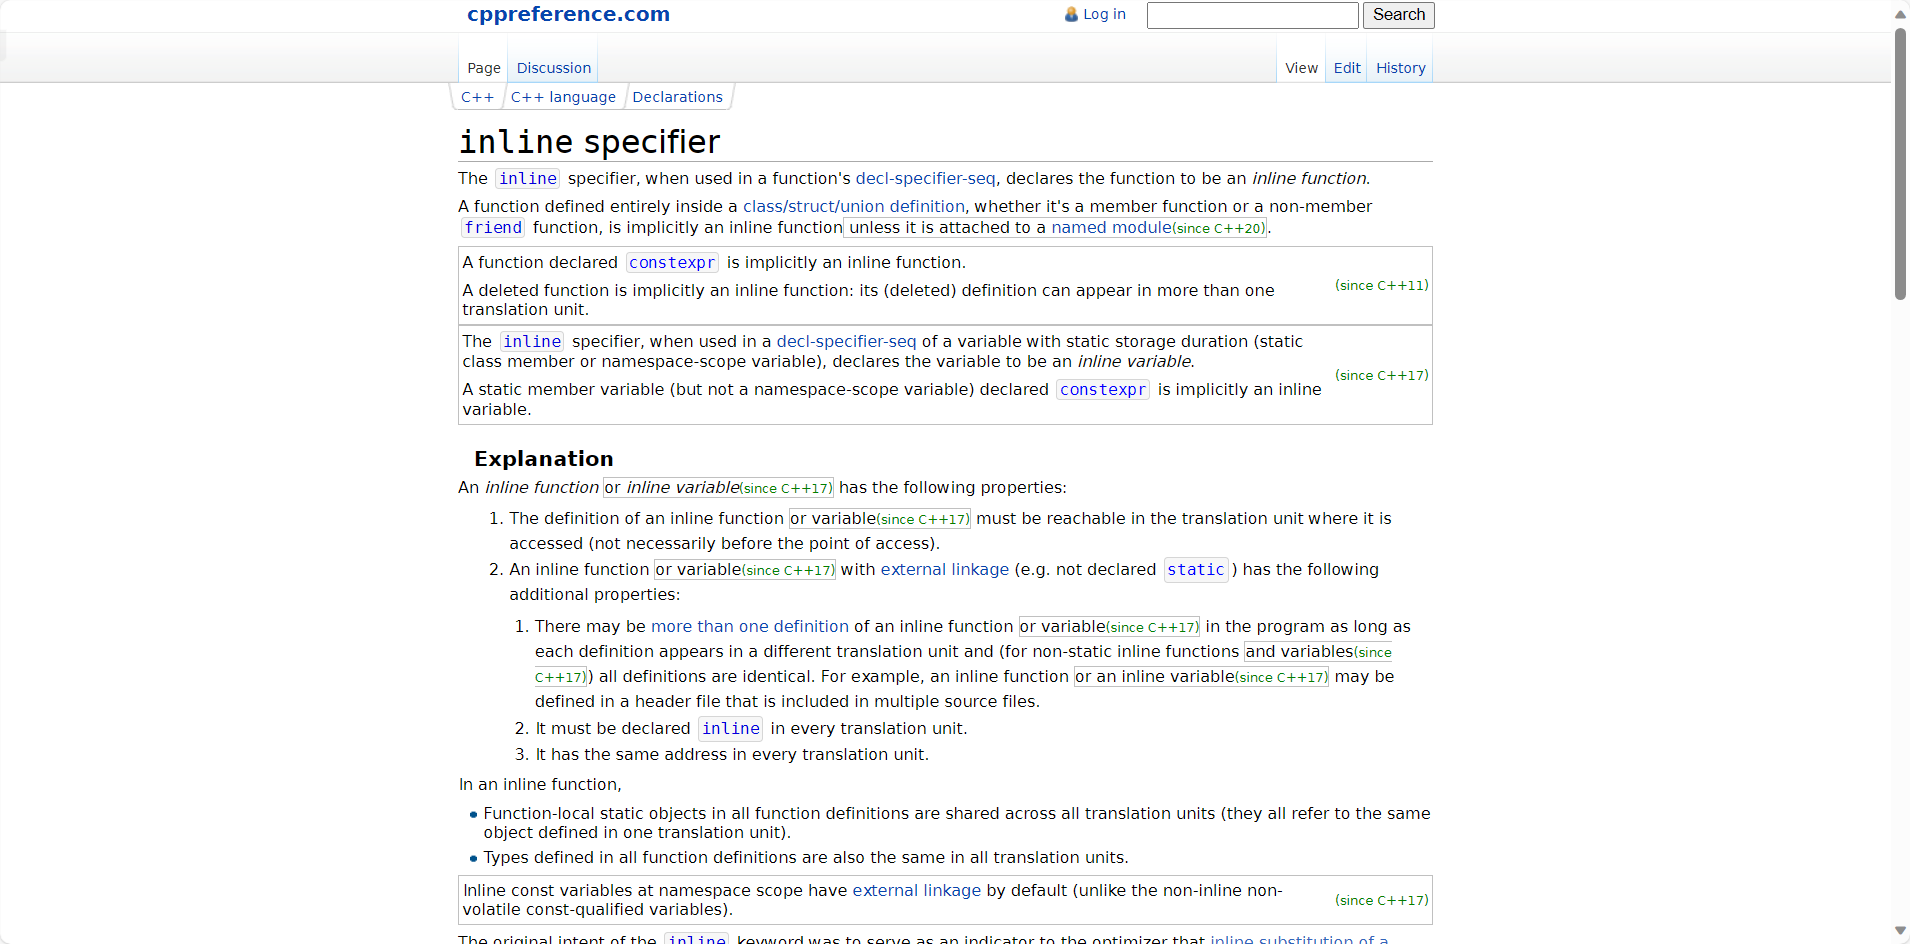 cppreference.com
Log in
Search
Page Discussion View Edit History
C++ C++ language Declarations
inline specifier
The inline specifier, when used in a function's decl-specifier-seq, declares the function to be an inline function.
A function defined entirely inside a class/struct/union definition, whether it's a member function or a non-member
friend function, is implicitly an inline function unless it is attached to a named module(since C++20).
A function declared constexpr is implicitly an inline function.
A deleted function is implicitly an inline function: its (deleted) definition can appear in more than one
translation unit.
(since C++11)
The inline specifier, when used in a decl-specifier-seq of a variable with static storage duration (static
class member or namespace-scope variable), declares the variable to be an inline variable.
A static member variable (but not a namespace-scope variable) declared constexpr is implicitly an inline
variable.
(since C++17)
Explanation
An inline function or inline variable(since C++17) has the following properties:
1. The definition of an inline function or variable(since C++17) must be reachable in the translation unit where it is
accessed (not necessarily before the point of access).
2. An inline function or variable(since C++17) with external linkage (e.g. not declared static) has the following
additional properties:
1. There may be more than one definition of an inline function or variable(since C++17) in the program as long as
each definition appears in a different translation unit and (for non-static inline functions and variables(since
C++17)) all definitions are identical. For example, an inline function or an inline variable(since C++17) may be
defined in a header file that is included in multiple source files.
2. It must be declared inline in every translation unit.
3. It has the same address in every translation unit.
In an inline function,
• Function-local static objects in all function definitions are shared across all translation units (they all refer to the same
object defined in one translation unit).
• Types defined in all function definitions are also the same in all translation units.
Inline const variables at namespace scope have external linkage by default (unlike the non-inline non-
volatile const-qualified variables).
(since C++17)
The original intent of the inline keyword was to serve as an indicator to the optimizer that inline substitution of a